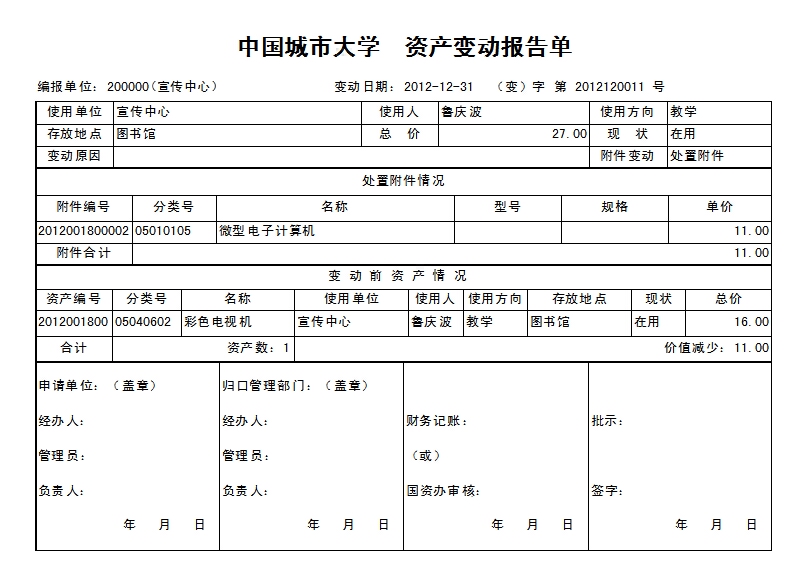 中国城市大学　资产变动报告单
编报单位：200000(宣传中心)　变动日期：2012-12-31　（变）字 第 2012120011 号
使用单位 宣传中心 使用人 鲁庆波 使用方向 教学
存放地点 图书馆 总　价 27.00 现　状 在用
变动原因 附件变动 处置附件
处置附件情况
附件编号 分类号 名称 型号 规格 单价
2012001800002 05010105 微型电子计算机 11.00
附件合计 11.00
变 动 前 资 产 情 况
资产编号 分类号 名称 使用单位 使用人 使用方向 存放地点 现状 总价
2012001800 05040602 彩色电视机 宣传中心 鲁庆波 教学 图书馆 在用 16.00
合计 资产数：1 价值减少：11.00
申请单位：（盖章） 归口管理部门：（盖章）
经办人： 经办人： 财务记账： 批示：
管理员： 管理员： （或）
负责人： 负责人： 国资办审核： 签字：
年　月　日 年　月　日 年　月　日 年　月　日